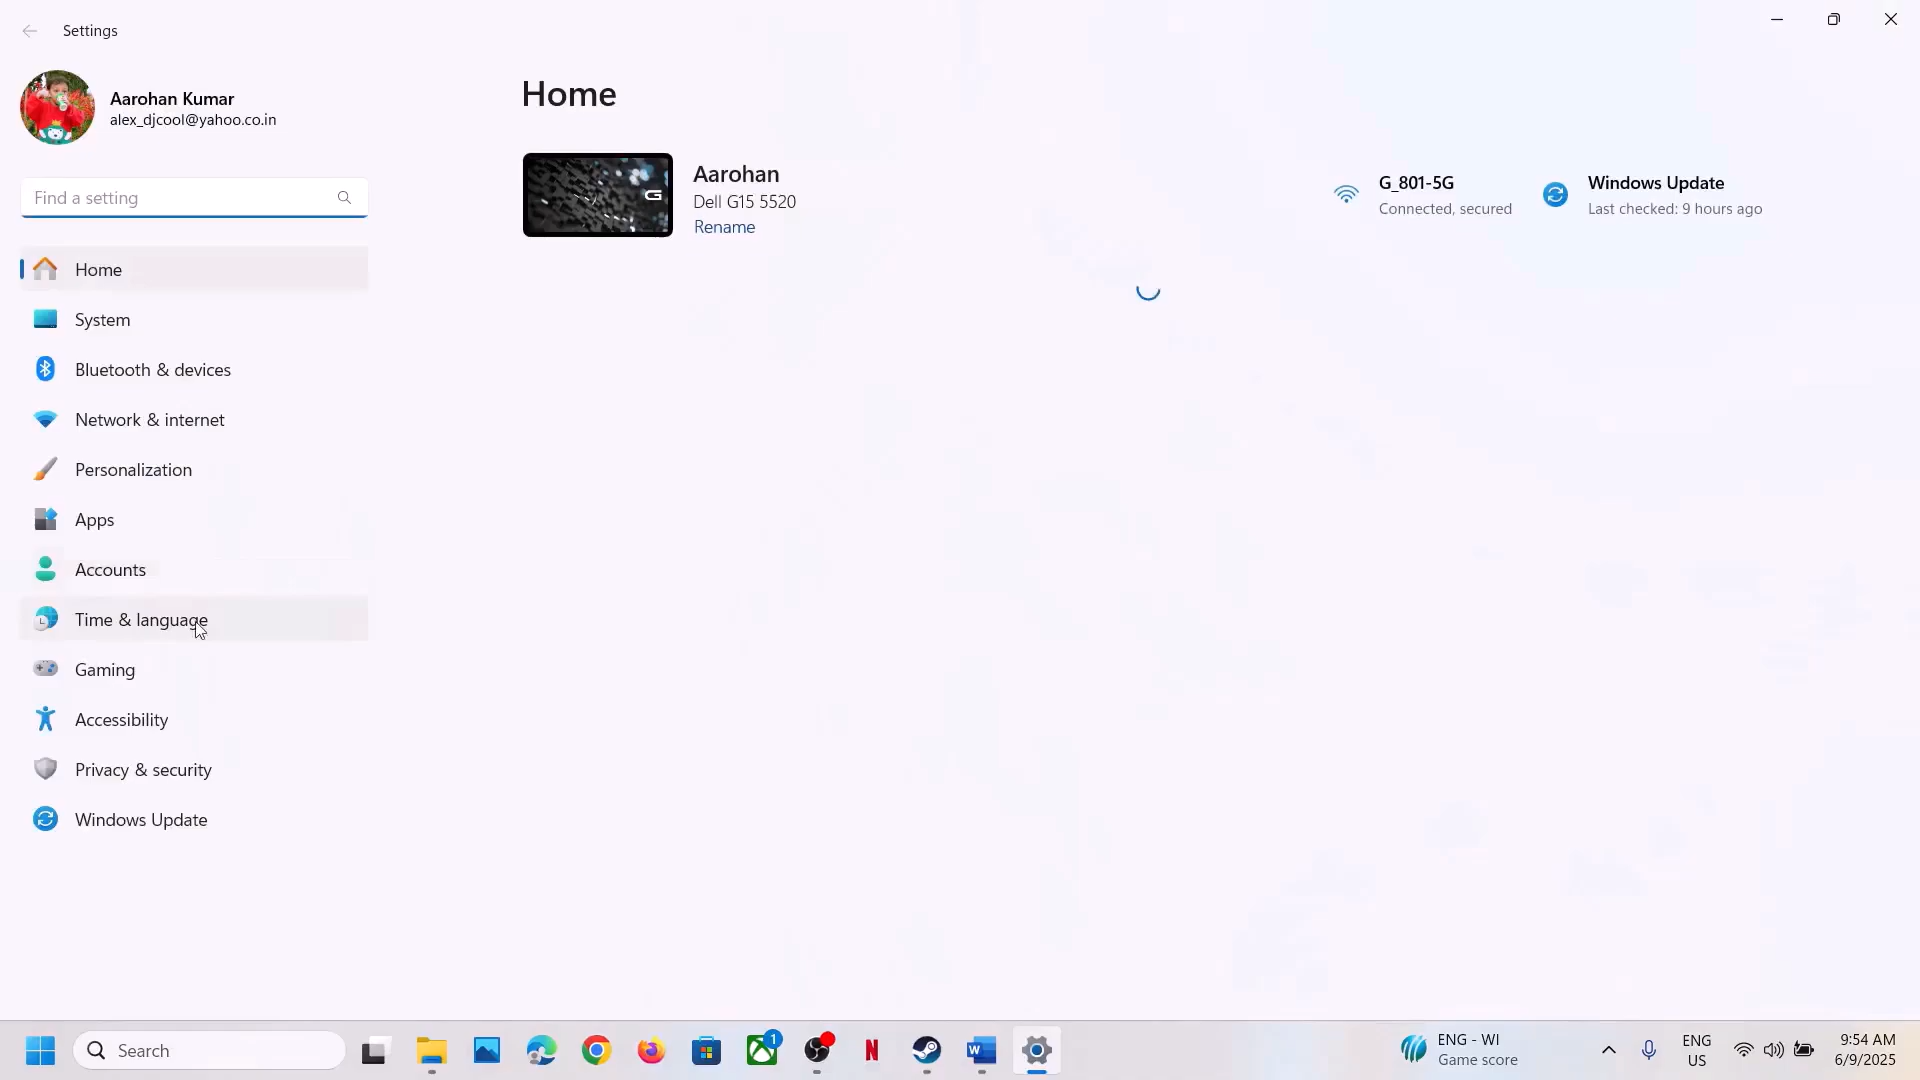 Settings
Aarohan Kumar
alex_djcool@yahoo.co.in
Find a setting
Home
System
Bluetooth & devices
Network & internet
Personalization
Apps
Accounts
Time & language
Gaming
Accessibility
Privacy & security
Windows Update
Home
Aarohan
Dell G15 5520
Rename
G_801-5G
Connected, secured
Windows Update
Last checked: 9 hours ago
Search
1
ENG - WI
Game score
ENG
US
9:54 AM
6/9/2025